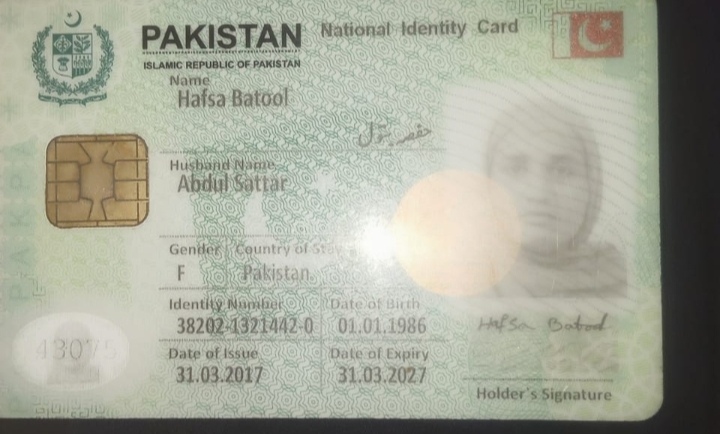 PAKISTAN National Identity Card
ISLAMIC REPUBLIC OF PAKISTAN
Name
Hafsa Batool
حفصہ بتول
Husband Name
Abdul Sattar
Gender Country of Stay
F Pakistan
Identity Number Date of Birth
38202-1321442-0 01.01.1986
Hafsa Batool
Date of Issue Date of Expiry
31.03.2017 31.03.2027
Holder's Signature